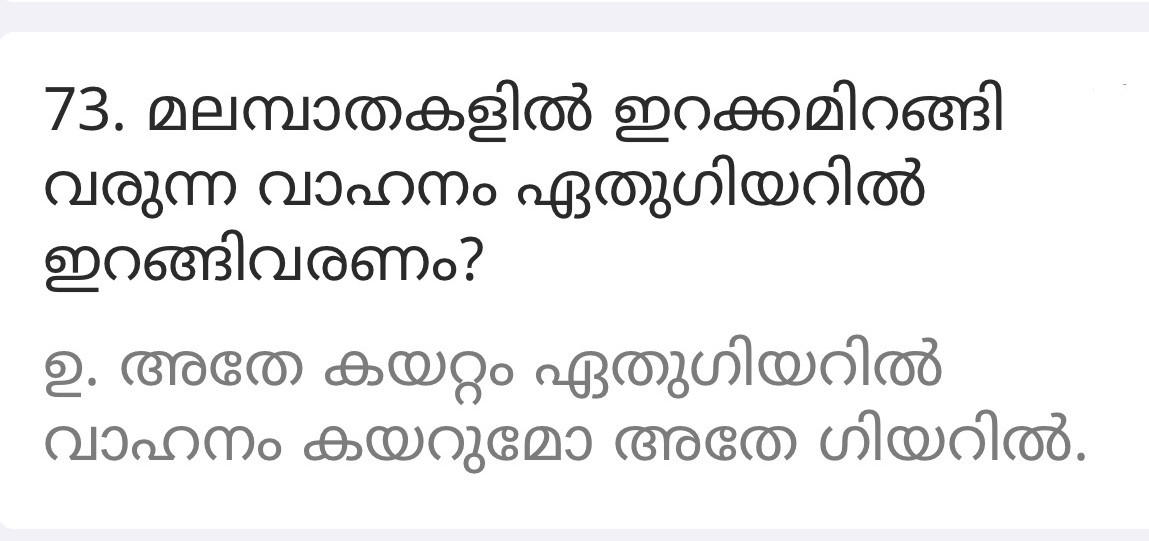 73. മലമ്പാതകളിൽ ഇറക്കമിറങ്ങി
വരുന്ന വാഹനം ഏതുഗിയറിൽ
ഇറങ്ങിവരണം?
ഉ. അതേ കയറ്റം ഏതുഗിയറിൽ
വാഹനം കയറുമോ അതേ ഗിയറിൽ.